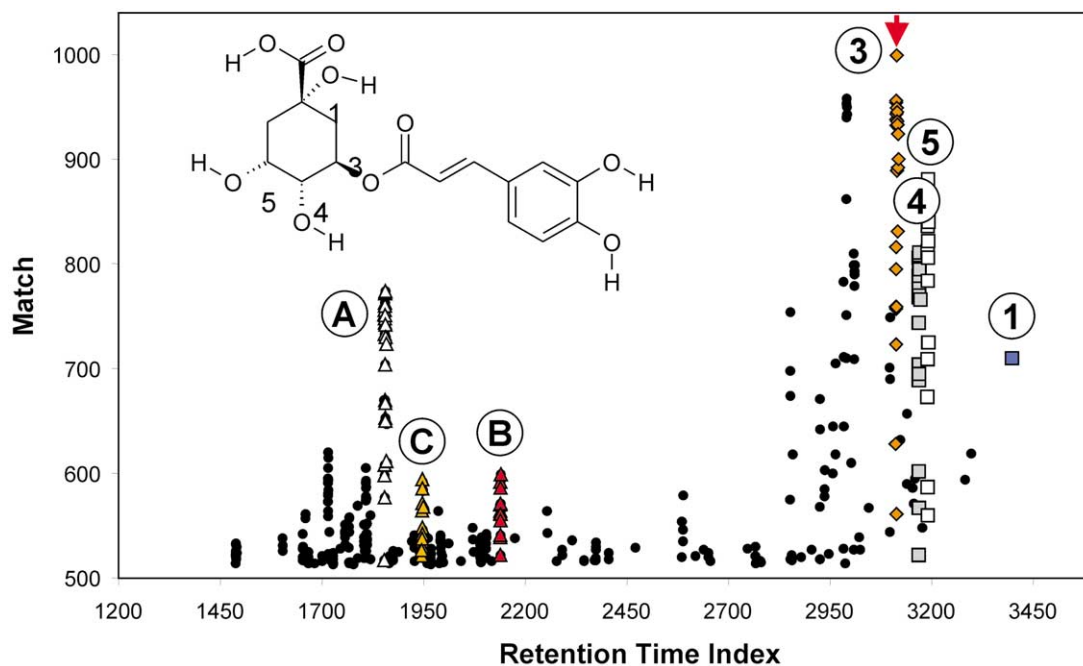 1000
900
800
700
600
500
Match
1200 1450 1700 1950 2200 2450 2700 2950 3200 3450
Retention Time Index
H O O
O H
1
3
H O
5
O 4
H
O
O
O H
O
H
A
C
B
3
5
4
1